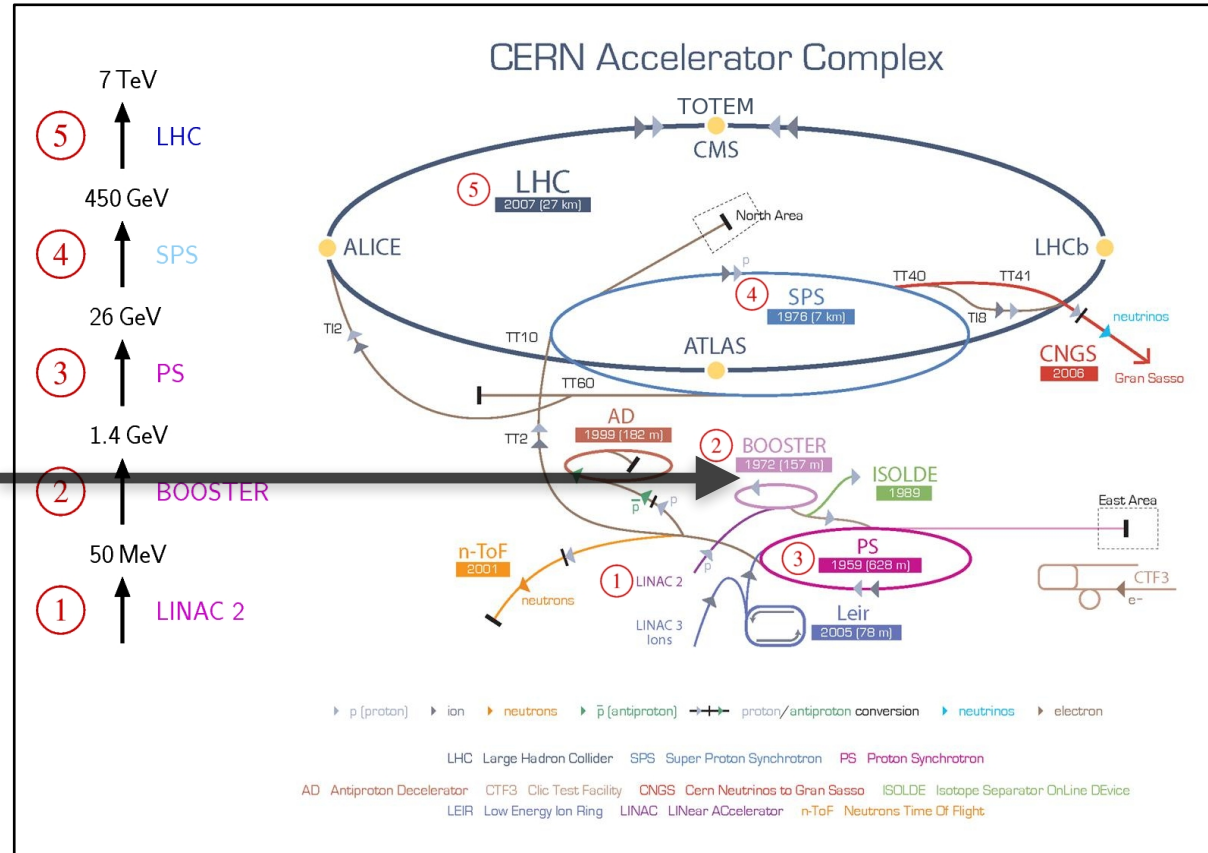 CERN Accelerator Complex
7 TeV
5 LHC
450 GeV
4 SPS
26 GeV
3 PS
1.4 GeV
2 BOOSTER
50 MeV
1 LINAC 2
TOTEM
CMS
5 LHC
2007 (27 km)
North Area
ALICE
LHCb
p
TT40
TT41
4 SPS
1976 (7 km)
TI8
TI2
TT10
neutrinos
ATLAS
CNGS
2006
Gran Sasso
TT60
AD
1999 (182 m)
TT2
2 BOOSTER
1972 (157 m)
ISOLDE
1989
p̅
p
East Area
n-ToF
2001
3 PS
1959 (628 m)
p
1 LINAC 2
neutrons
CTF3
e–
LINAC 3
Ions
Leir
2005 (78 m)
p (proton) ion neutrons p̅ (antiproton) proton/antiproton conversion neutrinos electron
LHC Large Hadron Collider SPS Super Proton Synchrotron PS Proton Synchrotron
AD Antiproton Decelerator CTF3 Clic Test Facility CNGS Cern Neutrinos to Gran Sasso ISOLDE Isotope Separator OnLine DEvice
LEIR Low Energy Ion Ring LINAC LINear ACcelerator n-ToF Neutrons Time Of Flight